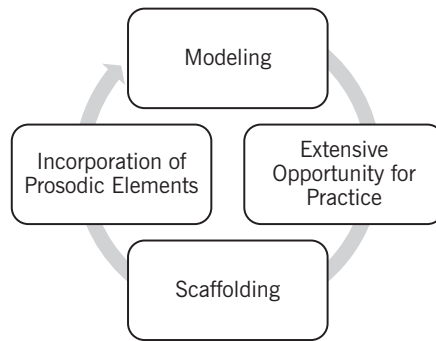 Modeling
Incorporation of
Prosodic Elements
Extensive
Opportunity for
Practice
Scaffolding